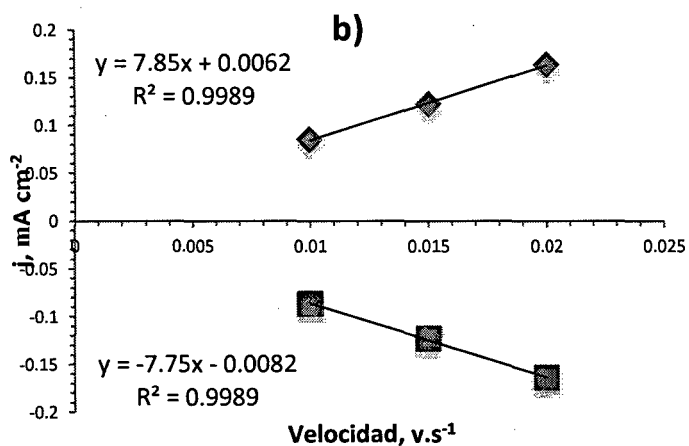 b)
0.2
y = 7.85x + 0.0062
R² = 0.9989
0.15
0.1
0.05
0
0
0.005
0.01
0.015
0.02
0.025
-0.05
-0.1
-0.15
-0.2
j, mA cm⁻²
y = -7.75x - 0.0082
R² = 0.9989
Velocidad, v.s⁻¹